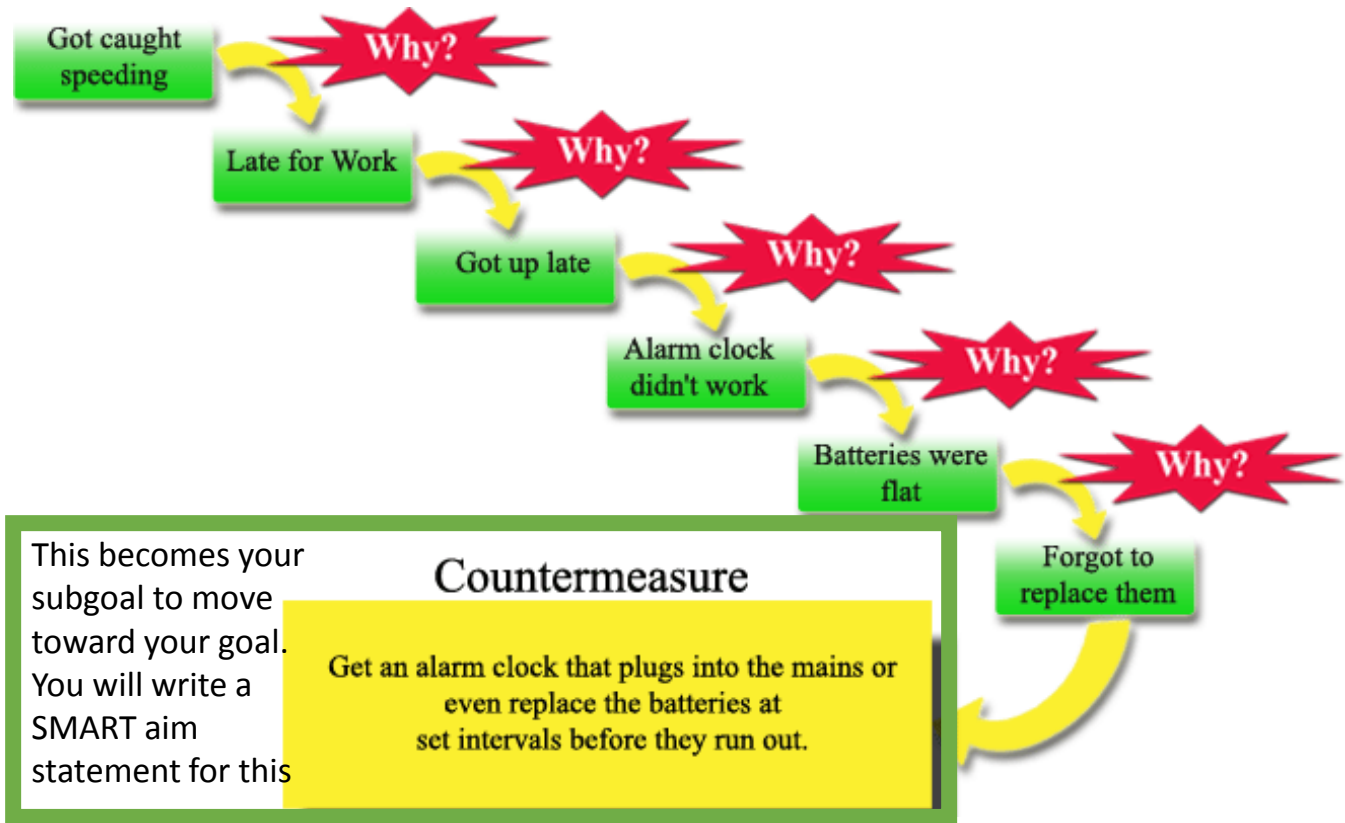 Got caught
speeding
Why?
Late for Work
Why?
Got up late
Why?
Alarm clock
didn't work
Why?
Batteries were
flat
Why?
Forgot to
replace them
This becomes your
subgoal to move
toward your goal.
You will write a
SMART aim
statement for this
Countermeasure
Get an alarm clock that plugs into the mains or
even replace the batteries at
set intervals before they run out.